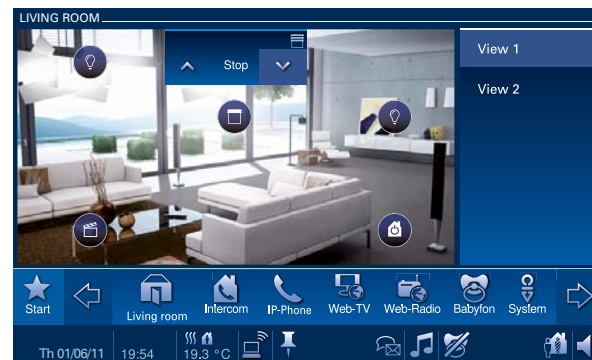 LIVING ROOM
Stop
View 1
View 2
Start
Living room
Intercom
IP-Phone
Web-TV
Web-Radio
Babyfon
System
Th 01/06/11
19:54
19.3 °C